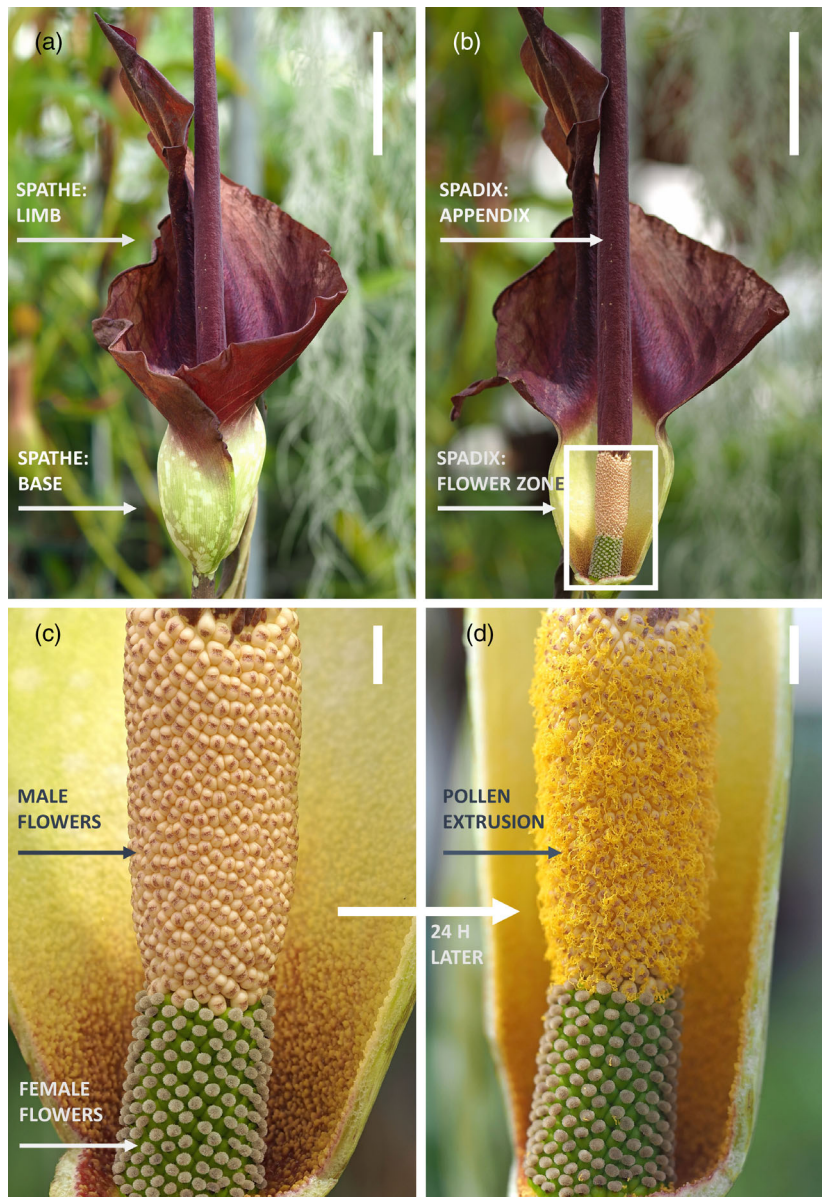 (a)
SPATHE:
LIMB
SPATHE:
BASE
(b)
SPADIX:
APPENDIX
SPADIX:
FLOWER ZONE
(c)
MALE
FLOWERS
FEMALE
FLOWERS
(d)
POLLEN
EXTRUSION
24 H
LATER